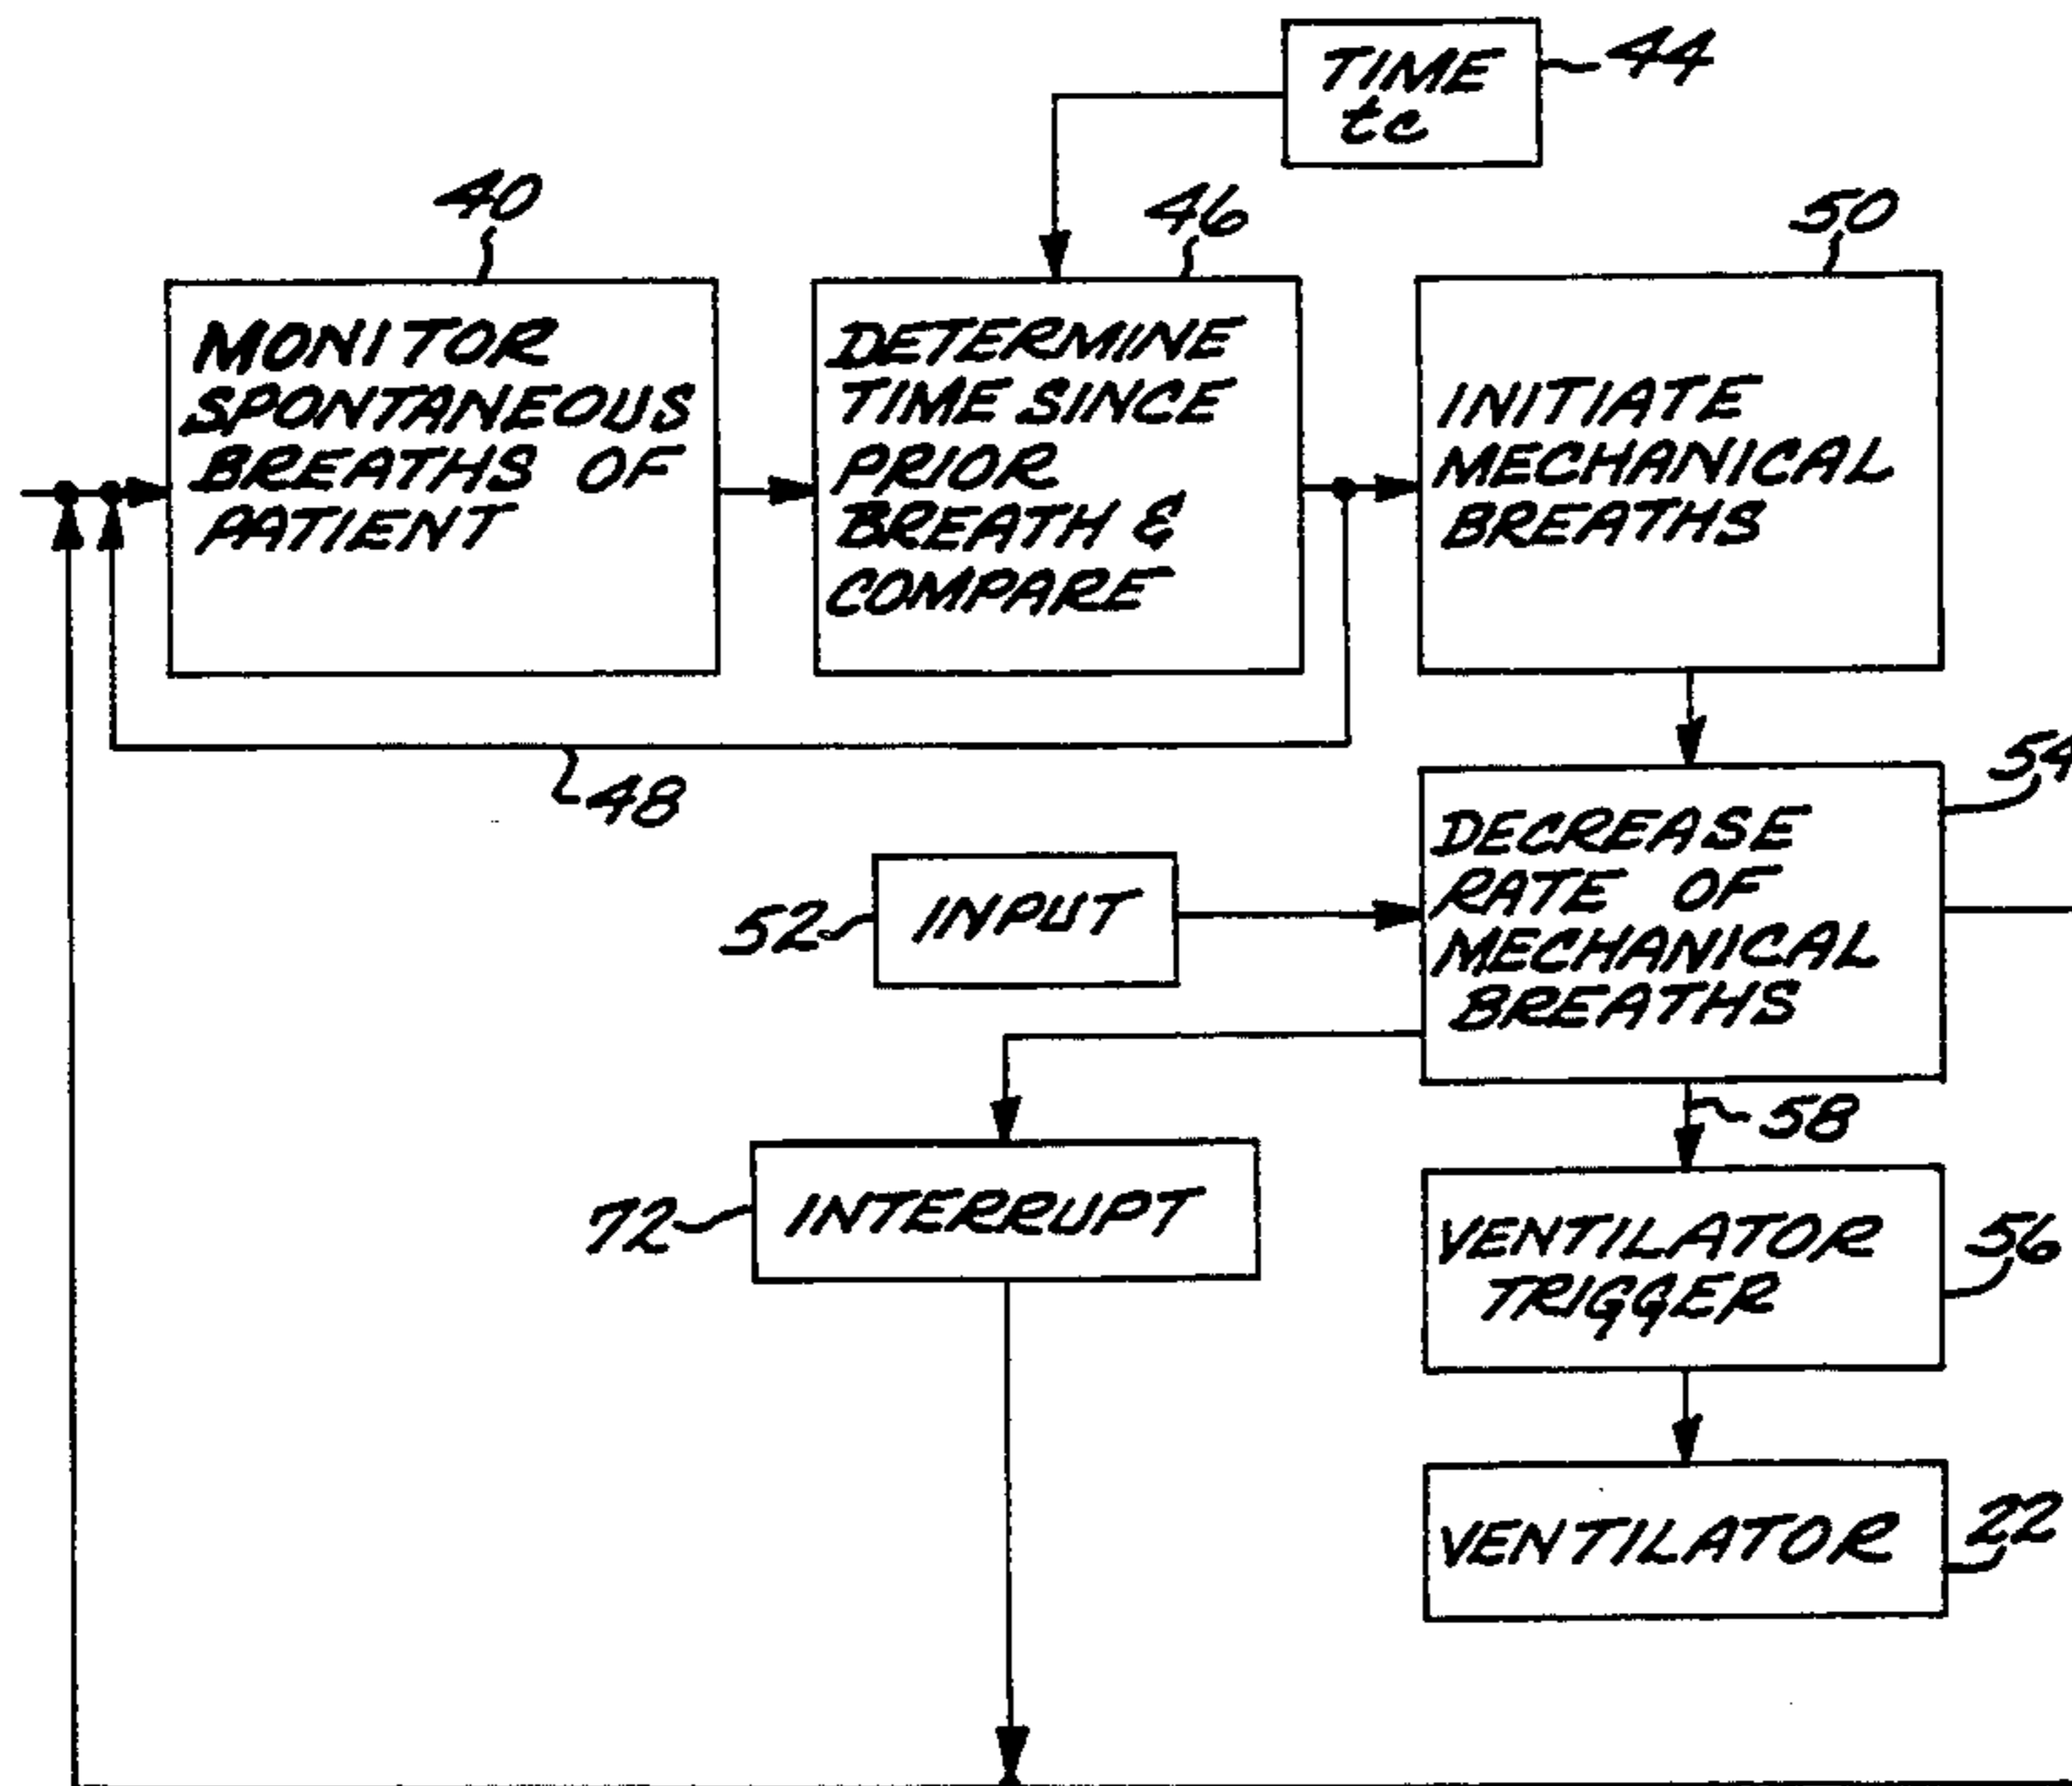 TIME
tc
44
40
46
50
MONITOR
SPONTANEOUS
BREATHS OF
PATIENT
DETERMINE
TIME SINCE
PRIOR
BREATH &
COMPARE
INITIATE
MECHANICAL
BREATHS
48
54
DECREASE
RATE OF
MECHANICAL
BREATHS
52
INPUT
58
72
INTERRUPT
VENTILATOR
TRIGGER
56
VENTILATOR
22